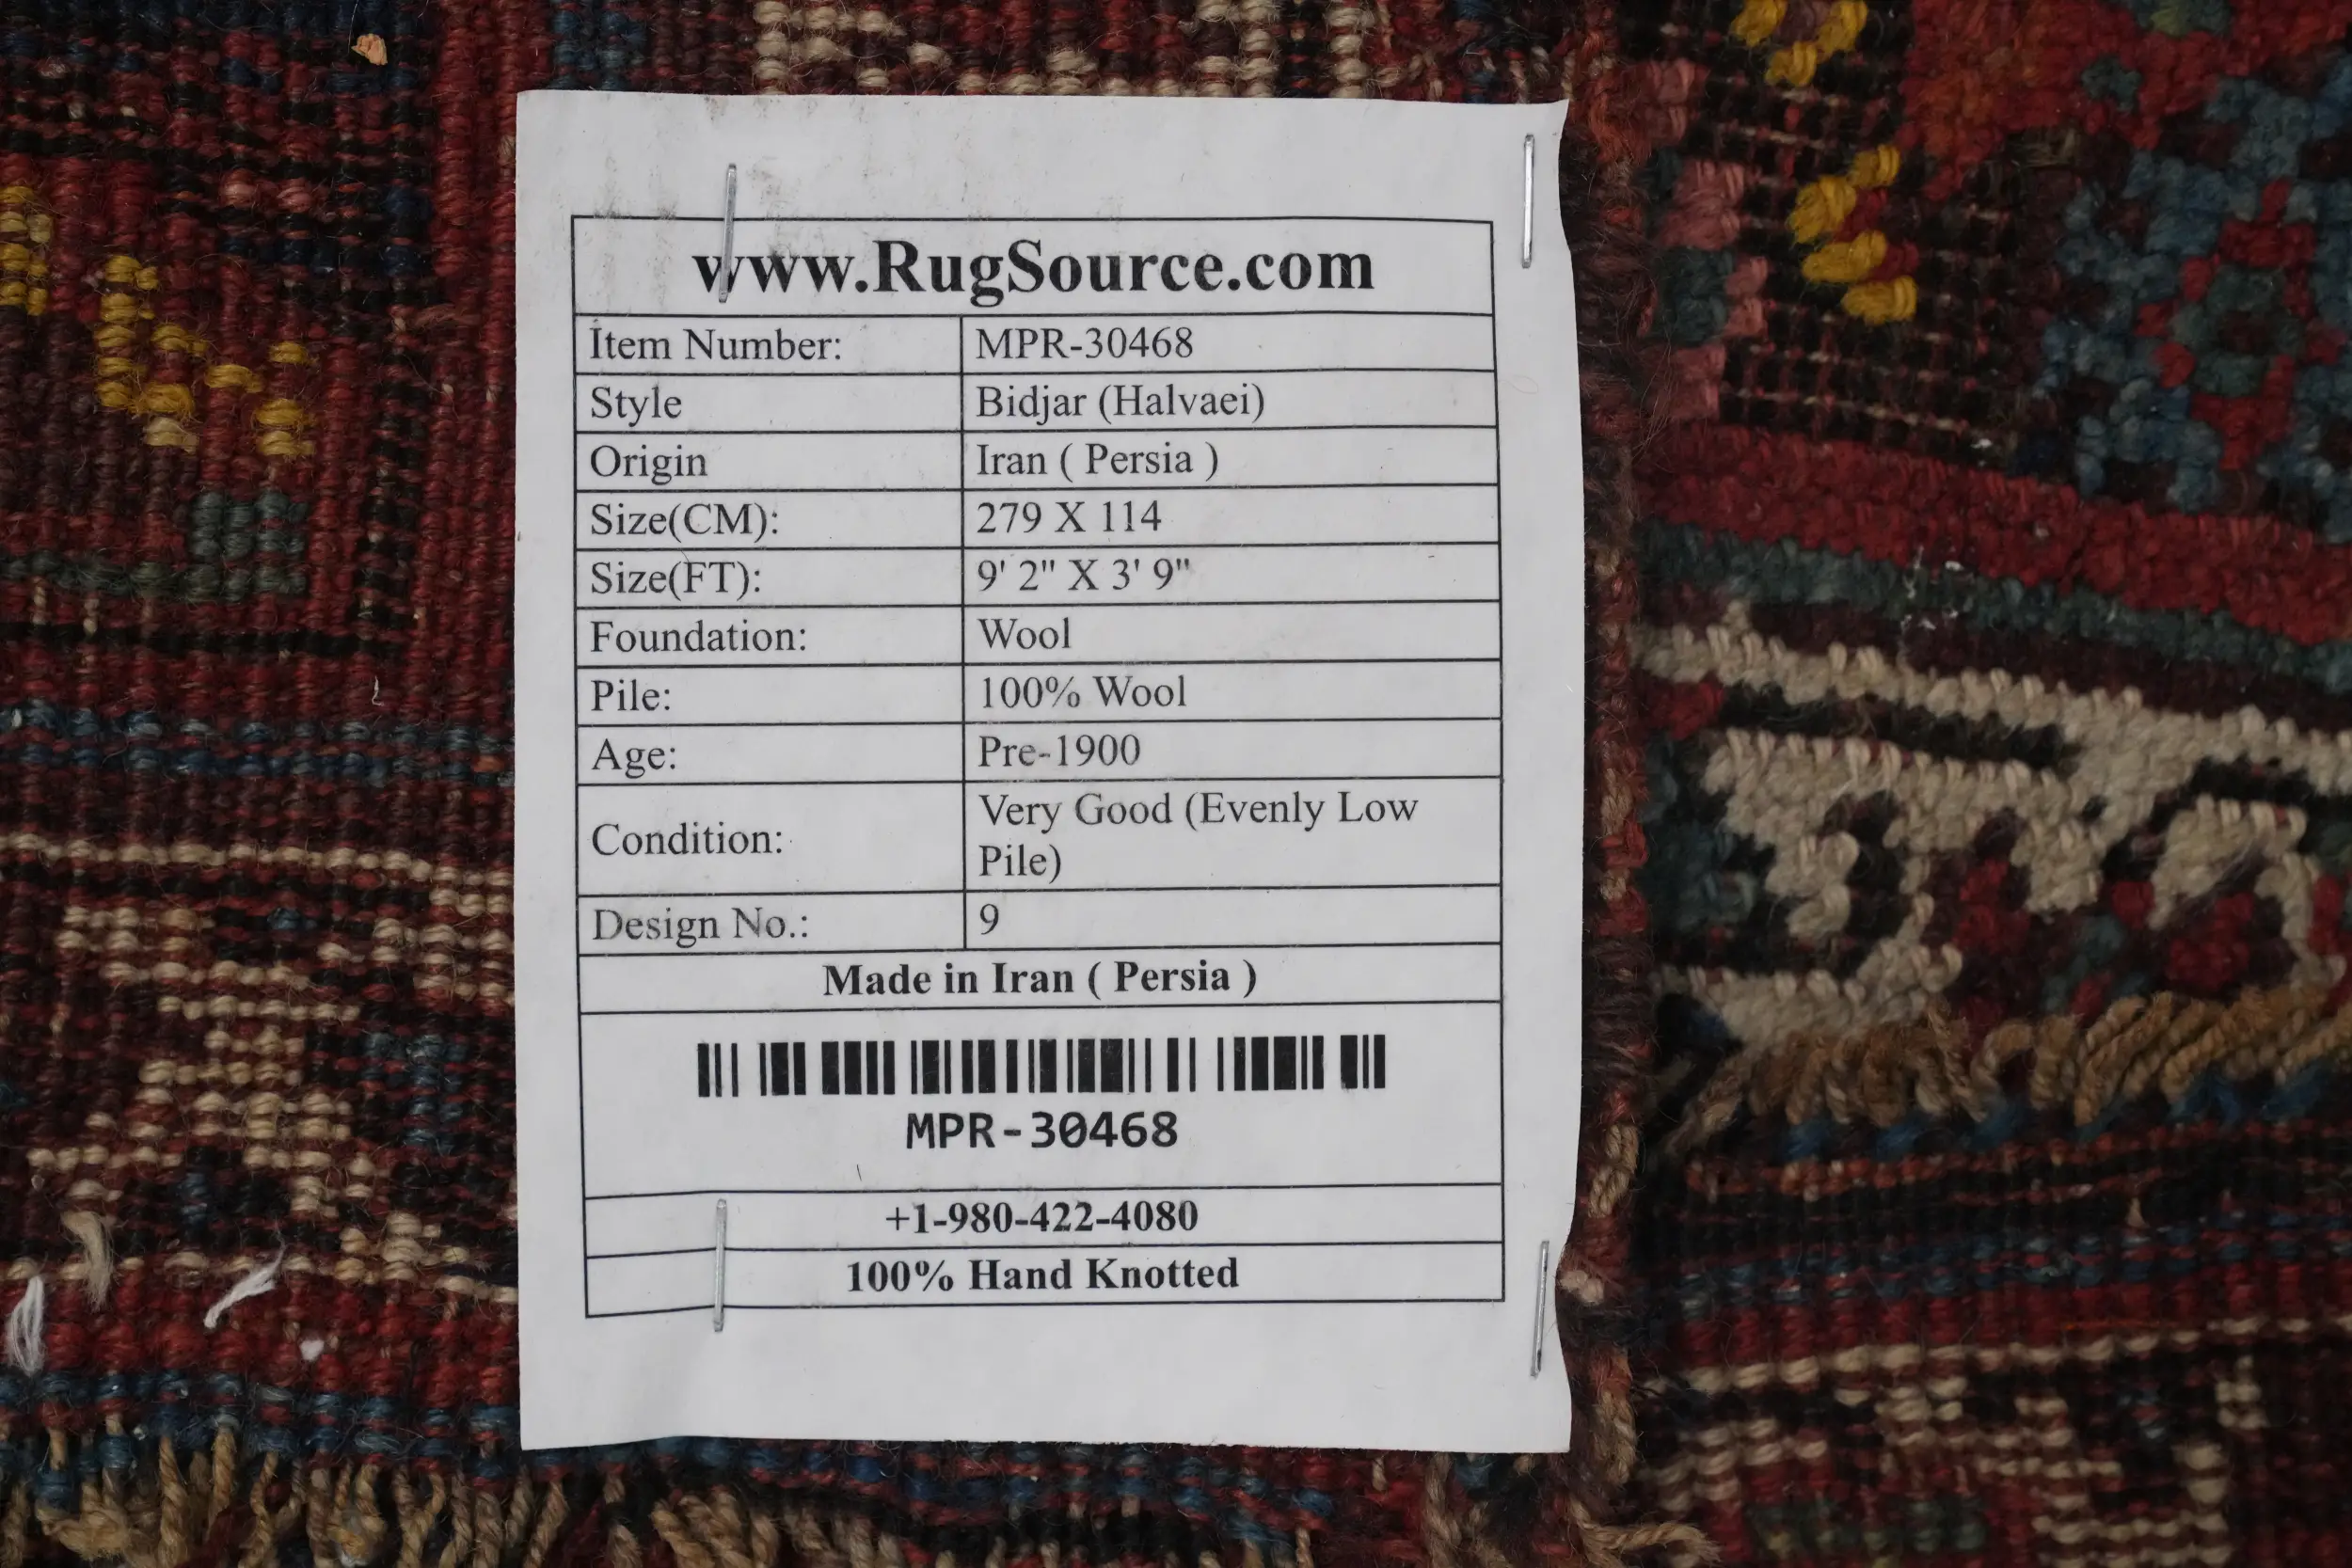 www.RugSource.com
Item Number: MPR-30468
Style Bidjar (Halvaei)
Origin Iran ( Persia )
Size(CM): 279 X 114
Size(FT): 9' 2" X 3' 9"
Foundation: Wool
Pile: 100% Wool
Age: Pre-1900
Condition: Very Good (Evenly Low
Pile)
Design No.: 9
Made in Iran ( Persia )
MPR-30468
+1-980-422-4080
100% Hand Knotted